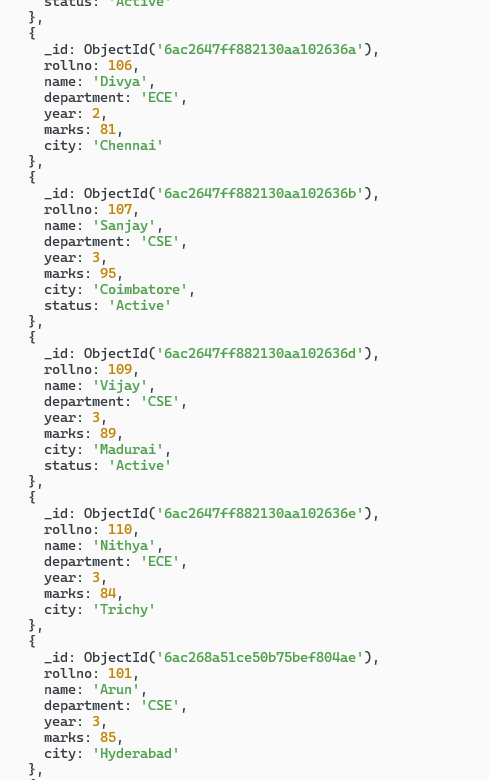 status: 'Active'
},
{
_id: ObjectId('6ac2647ff882130aa102636a'),
rollno: 106,
name: 'Divya',
department: 'ECE',
year: 2,
marks: 81,
city: 'Chennai'
},
{
_id: ObjectId('6ac2647ff882130aa102636b'),
rollno: 107,
name: 'Sanjay',
department: 'CSE',
year: 3,
marks: 95,
city: 'Coimbatore',
status: 'Active'
},
{
_id: ObjectId('6ac2647ff882130aa102636d'),
rollno: 109,
name: 'Vijay',
department: 'CSE',
year: 3,
marks: 89,
city: 'Madurai',
status: 'Active'
},
{
_id: ObjectId('6ac2647ff882130aa102636e'),
rollno: 110,
name: 'Nithya',
department: 'ECE',
year: 3,
marks: 84,
city: 'Trichy'
},
{
_id: ObjectId('6ac268a51ce50b75bef804ae'),
rollno: 101,
name: 'Arun',
department: 'CSE',
year: 3,
marks: 85,
city: 'Hyderabad'
},